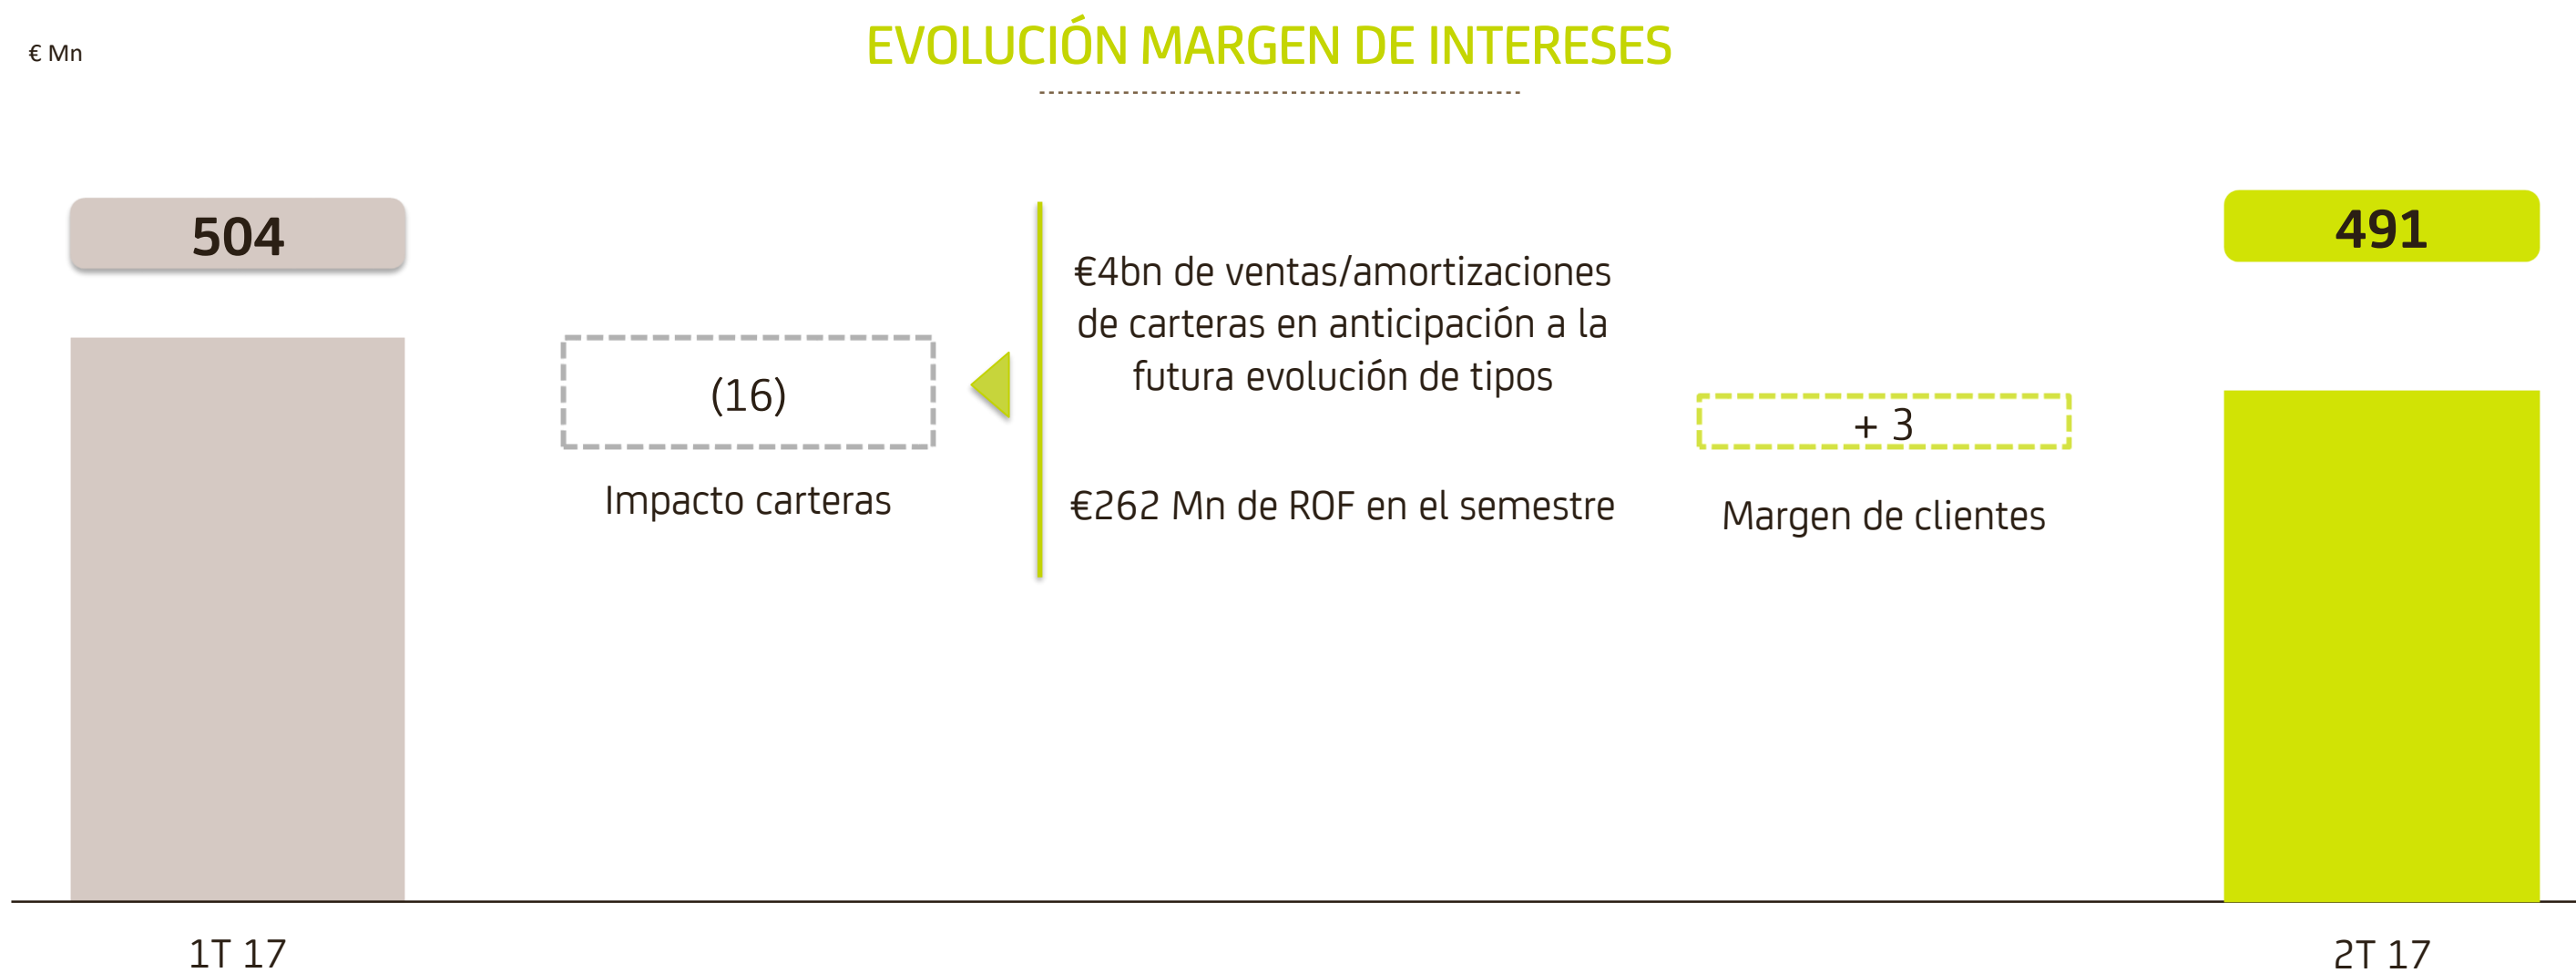 € Mn
EVOLUCIÓN MARGEN DE INTERESES
504
(16)
Impacto carteras
€4bn de ventas/amortizaciones
de carteras en anticipación a la
futura evolución de tipos
€262 Mn de ROF en el semestre
+ 3
Margen de clientes
491
1T 17
2T 17